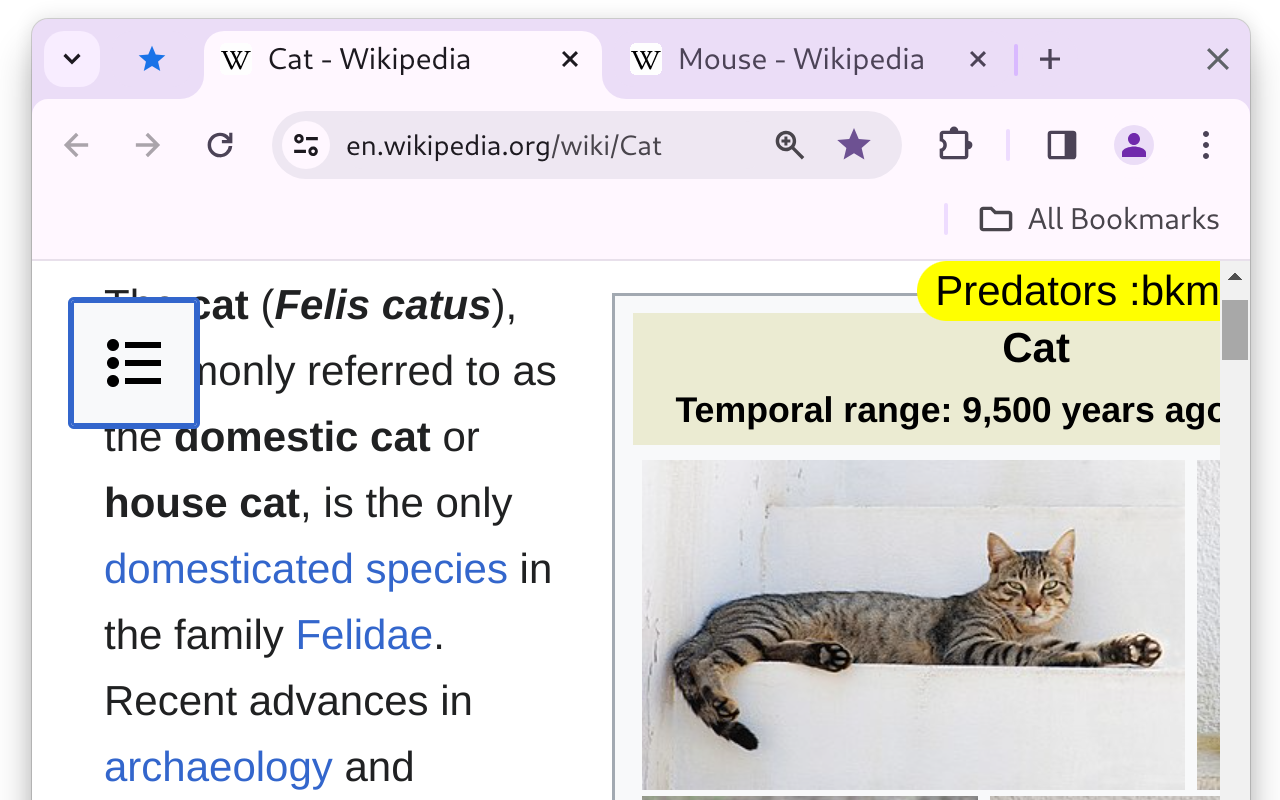 W Cat - Wikipedia
W Mouse - Wikipedia
en.wikipedia.org/wiki/Cat
All Bookmarks
The cat (Felis catus),
monly referred to as
the domestic cat or
house cat, is the only
domesticated species in
the family Felidae.
Recent advances in
archaeology and
Predators :bkm
Cat
Temporal range: 9,500 years ago